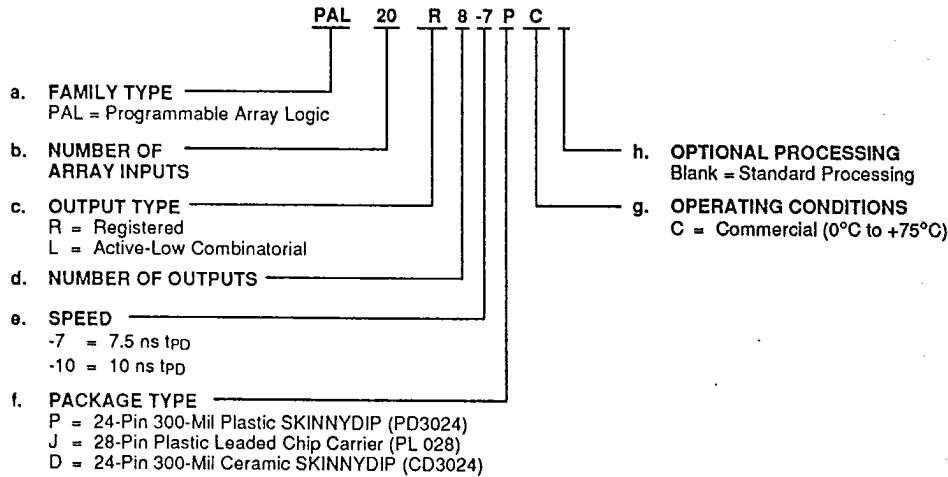 PAL 20 R 8 -7 P C
a. FAMILY TYPE
PAL = Programmable Array Logic
b. NUMBER OF
ARRAY INPUTS
c. OUTPUT TYPE
R = Registered
L = Active-Low Combinatorial
d. NUMBER OF OUTPUTS
e. SPEED
-7 = 7.5 ns tPD
-10 = 10 ns tPD
f. PACKAGE TYPE
P = 24-Pin 300-Mil Plastic SKINNYDIP (PD3024)
J = 28-Pin Plastic Leaded Chip Carrier (PL 028)
D = 24-Pin 300-Mil Ceramic SKINNYDIP (CD3024)
h. OPTIONAL PROCESSING
Blank = Standard Processing
g. OPERATING CONDITIONS
C = Commercial (0°C to +75°C)